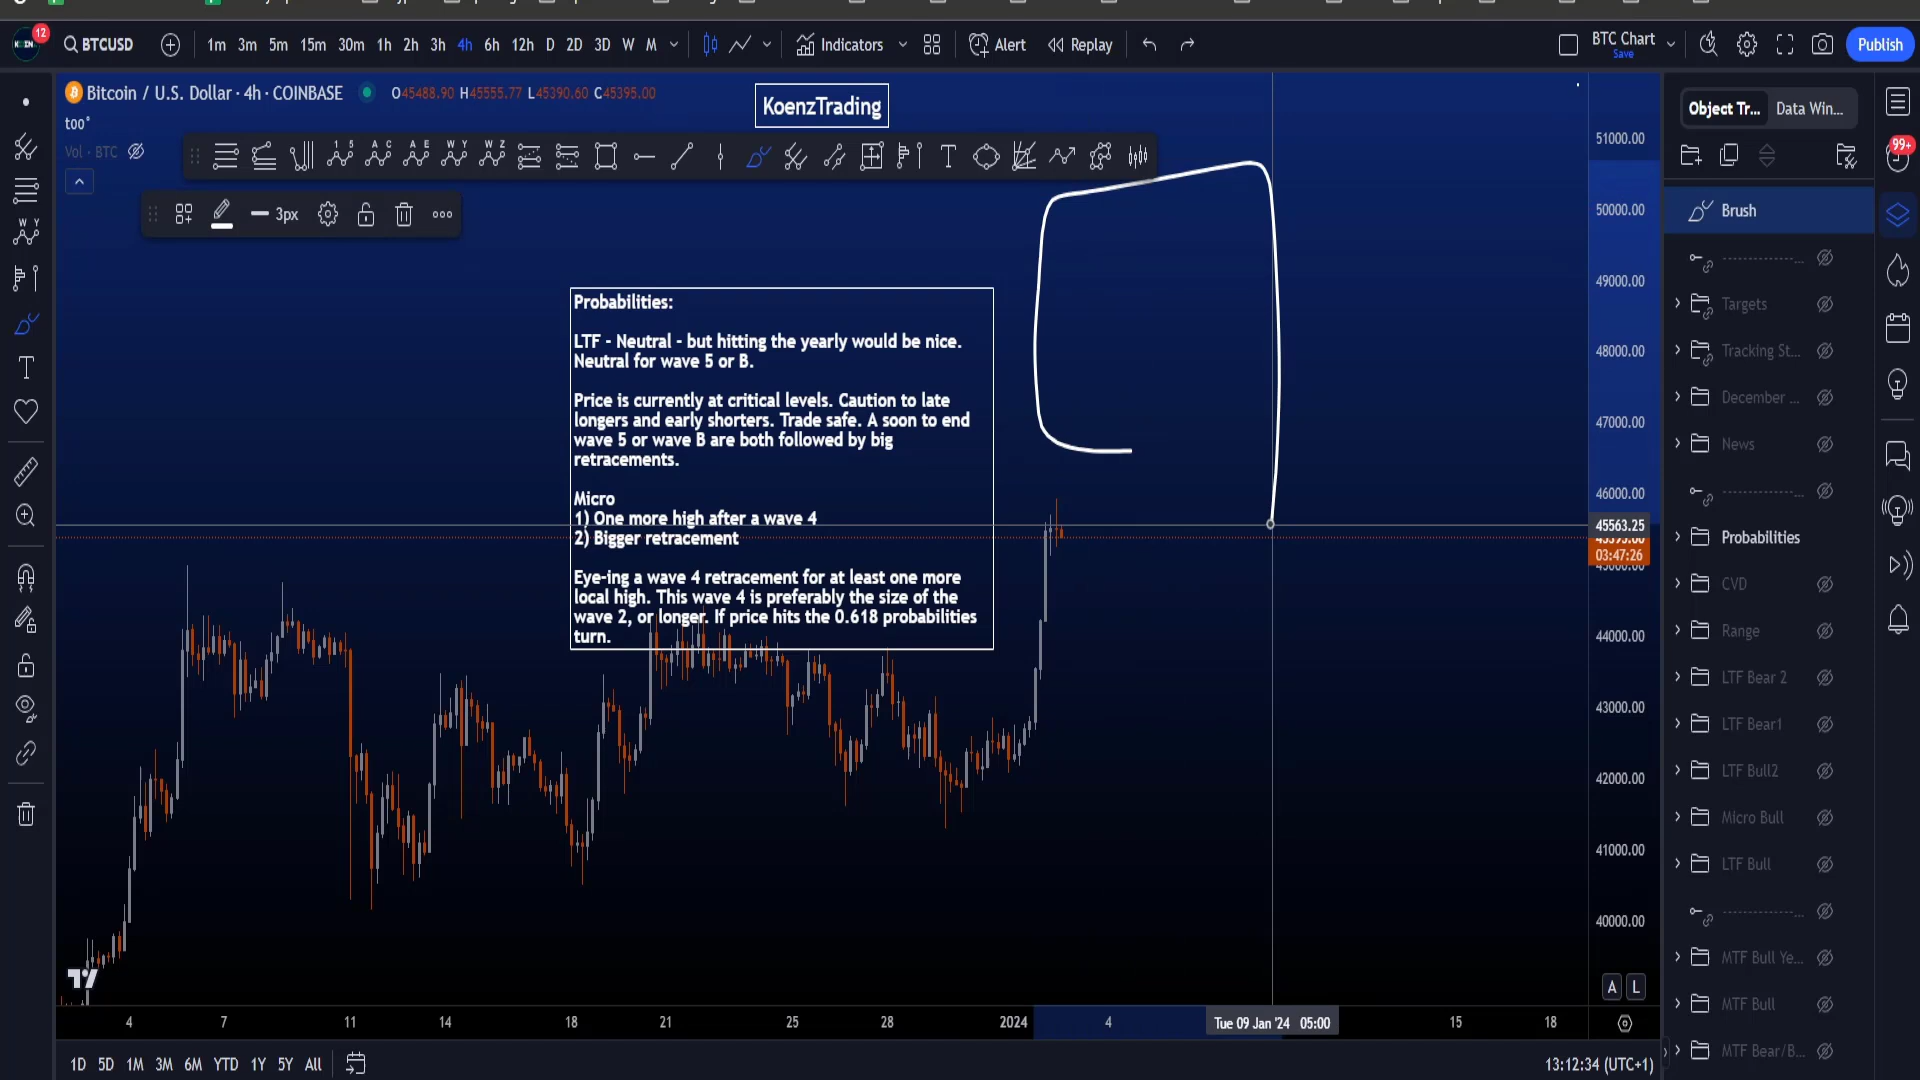 12
BTCUSD
1m 3m 5m 15m 30m 1h 2h 3h 4h 6h 12h D 2D 3D W M
Indicators
Alert
Replay
BTC Chart
Save
Publish
Bitcoin / U.S. Dollar · 4h · COINBASE
O45488.90 H45555.77 L45390.60 C45395.00
too°
Vol · BTC
KoenzTrading
3px
Probabilities:
LTF - Neutral - but hitting the yearly would be nice.
Neutral for wave 5 or B.
Price is currently at critical levels. Caution to late
longers and early shorters. Trade safe. A soon to end
wave 5 or wave B are both followed by big
retracements.
Micro
1) One more high after a wave 4
2) Bigger retracement
Eye-ing a wave 4 retracement for at least one more
local high. This wave 4 is preferably the size of the
wave 2, or longer. If price hits the 0.618 probabilities
turn.
51000.00
50000.00
49000.00
48000.00
47000.00
46000.00
45563.25
03:47:26
45000.00
44000.00
43000.00
42000.00
41000.00
40000.00
A L
4 7 11 14 18 21 25 28 2024 4 Tue 09 Jan '24 05:00 15 18
1D 5D 1M 3M 6M YTD 1Y 5Y All
13:12:34 (UTC+1)
Object Tr...
Data Win...
99+
Brush
Targets
Tracking St...
December ...
News
Probabilities
CVD
Range
LTF Bear 2
LTF Bear1
LTF Bull2
Micro Bull
LTF Bull
MTF Bull Ye...
MTF Bull
MTF Bear/B...